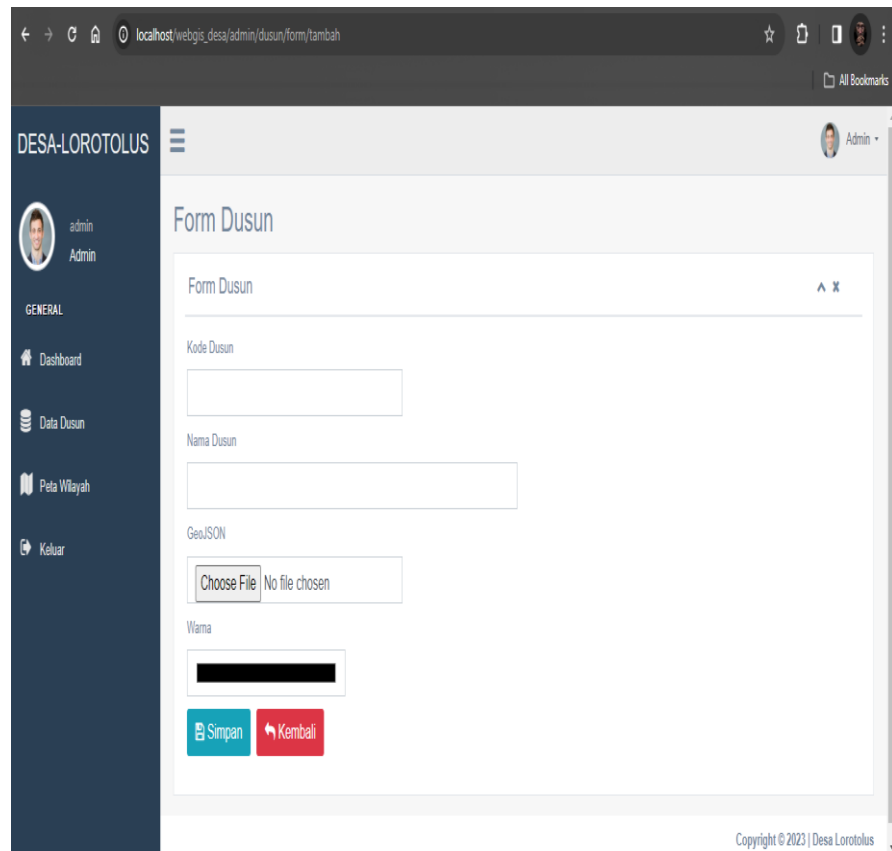 localhost/webgis_desa/admin/dusun/form/tambah
All Bookmarks
DESA-LOROTOLUS
Admin
admin
Admin
GENERAL
Dashboard
Data Dusun
Peta Wilayah
Keluar
Form Dusun
Form Dusun
Kode Dusun
Nama Dusun
GeoJSON
Choose File No file chosen
Warna
Simpan Kembali
Copyright © 2023 | Desa Lorotolus